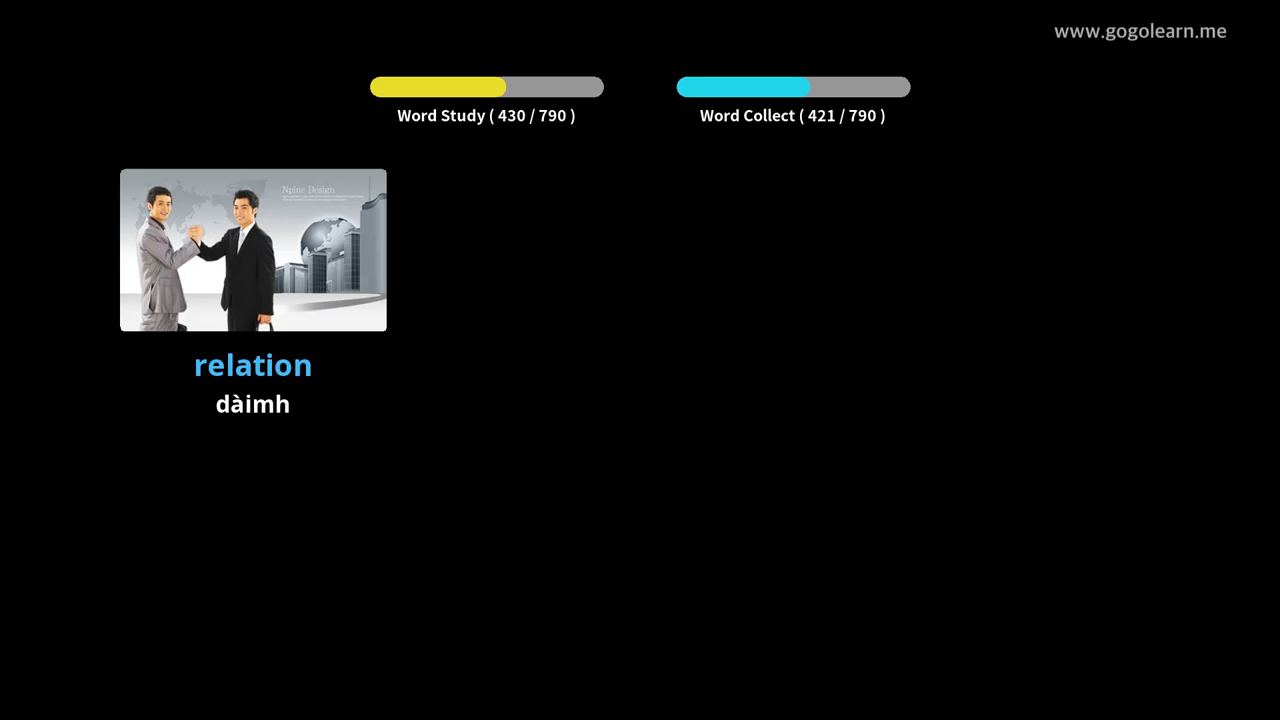 www.gogolearn.me
Word Study ( 430 / 790 )
Word Collect ( 421 / 790 )
Npine Design
relation
dàimh